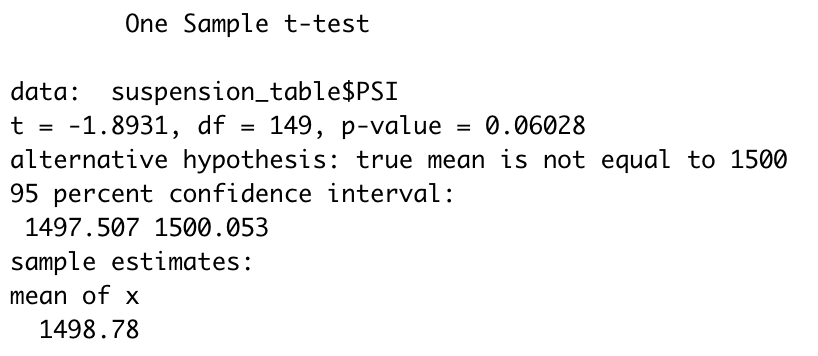 One Sample t-test
data:  suspension_table$PSI
t = -1.8931, df = 149, p-value = 0.06028
alternative hypothesis: true mean is not equal to 1500
95 percent confidence interval:
1497.507 1500.053
sample estimates:
mean of x
1498.78